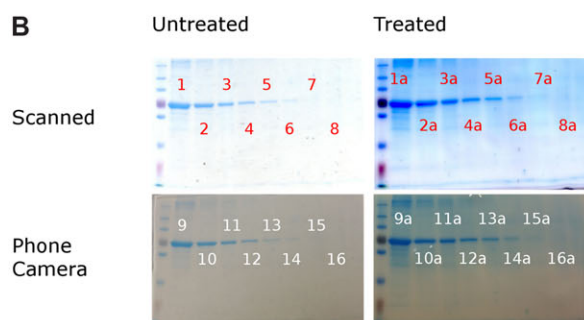 B
Untreated
Treated
Scanned
1 3 5 7
2 4 6 8
1a 3a 5a 7a
2a 4a 6a 8a
Phone
Camera
9 11 13 15
10 12 14 16
9a 11a 13a 15a
10a 12a 14a 16a